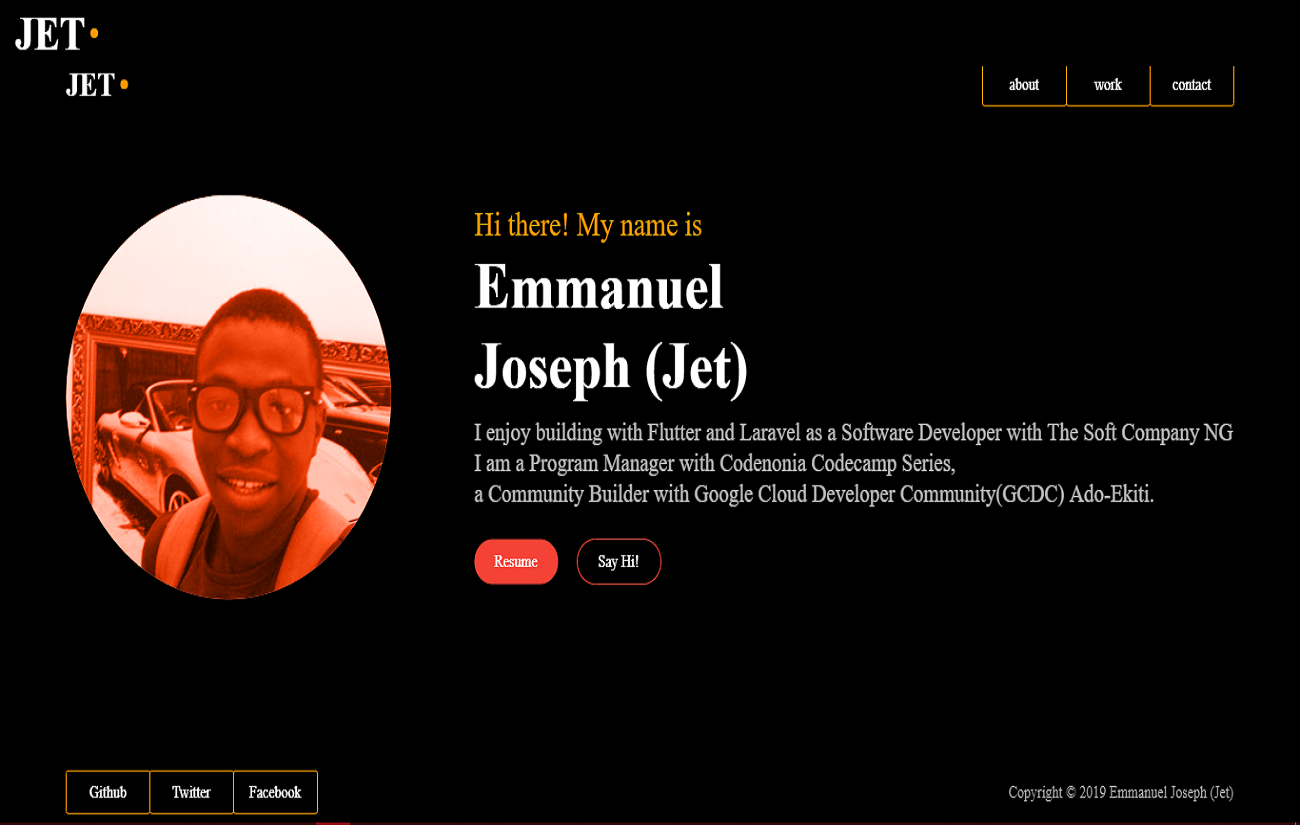 JET
JET
about
work
contact
Hi there! My name is
Emmanuel
Joseph (Jet)
I enjoy building with Flutter and Laravel as a Software Developer with The Soft Company NG
I am a Program Manager with Codenonia Codecamp Series,
a Community Builder with Google Cloud Developer Community(GCDC) Ado-Ekiti.
Resume
Say Hi!
Github
Twitter
Facebook
Copyright © 2019 Emmanuel Joseph (Jet)